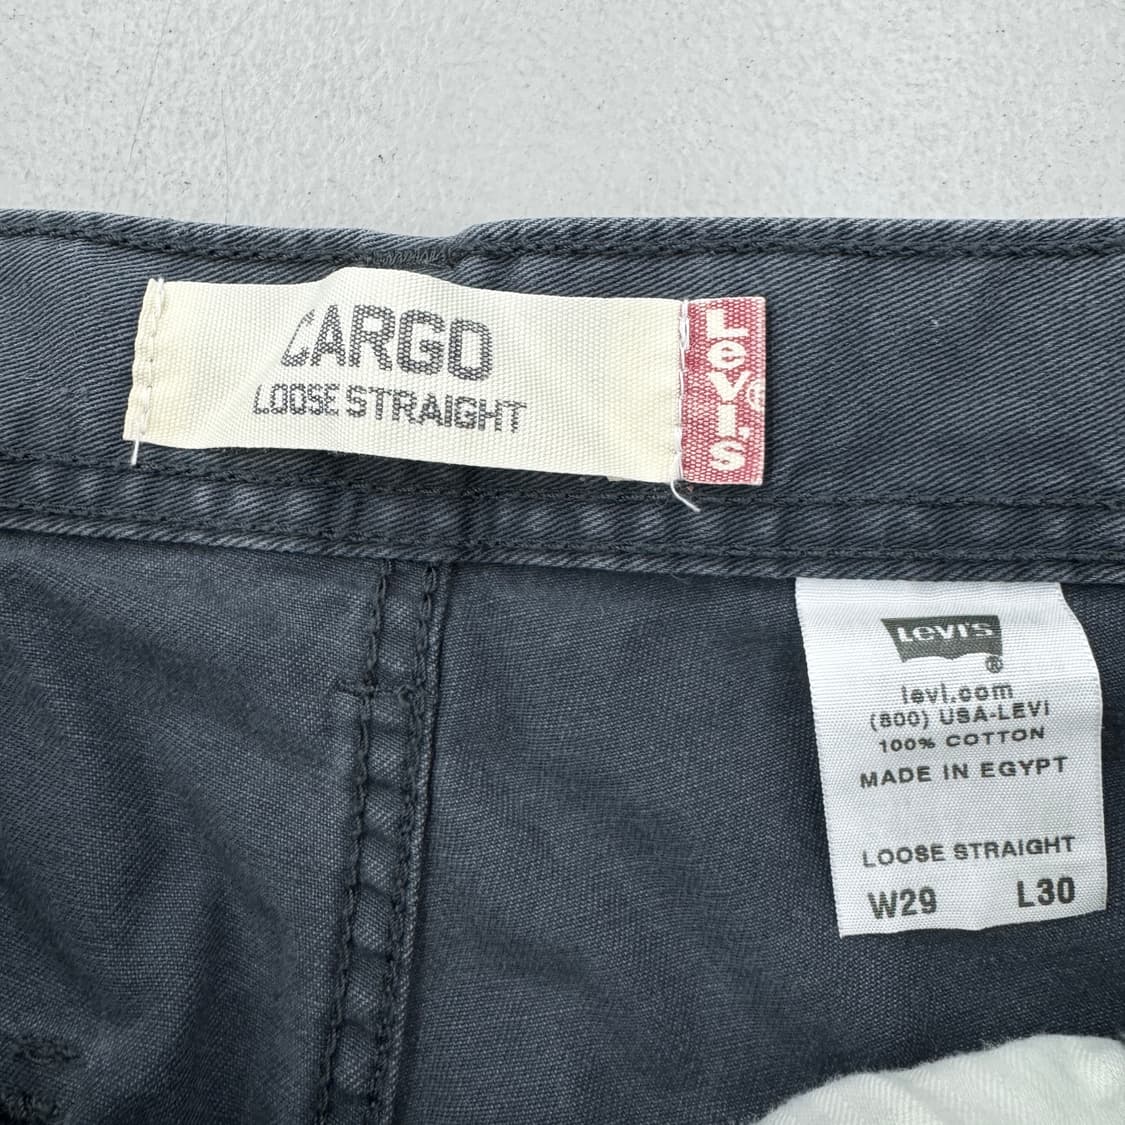 CARGO
LOOSE STRAIGHT
LeVI'S
®
LeVI'S
®
levi.com
(800) USA-LEVI
100% COTTON
MADE IN EGYPT
LOOSE STRAIGHT
W29 L30